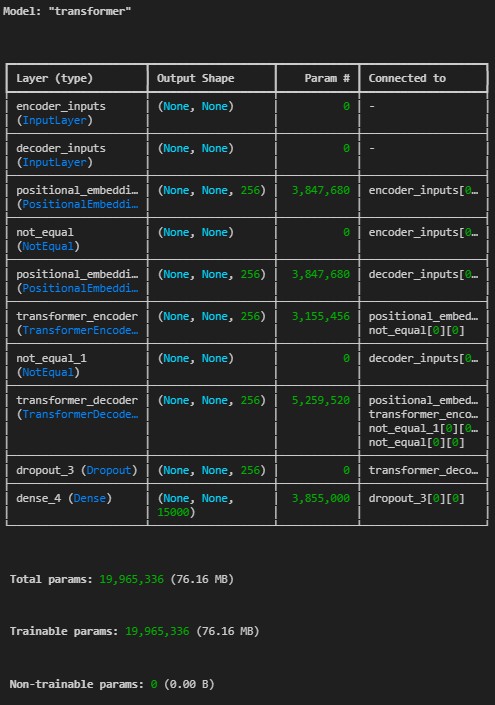 Model: "transformer"
Layer (type) Output Shape Param # Connected to
encoder_inputs (None, None) 0 -
(InputLayer)
decoder_inputs (None, None) 0 -
(InputLayer)
positional_embeddi… (None, None, 256) 3,847,680 encoder_inputs[0…
(PositionalEmbeddi…
not_equal (None, None) 0 encoder_inputs[0…
(NotEqual)
positional_embeddi… (None, None, 256) 3,847,680 decoder_inputs[0…
(PositionalEmbeddi…
transformer_encoder (None, None, 256) 3,155,456 positional_embed…
(TransformerEncode… not_equal[0][0]
not_equal_1 (None, None) 0 decoder_inputs[0…
(NotEqual)
transformer_decoder (None, None, 256) 5,259,520 positional_embed…
(TransformerDecode… transformer_enco…
not_equal_1[0][0…
not_equal[0][0]
dropout_3 (Dropout) (None, None, 256) 0 transformer_deco…
dense_4 (Dense) (None, None, 3,855,000 dropout_3[0][0]
15000)
Total params: 19,965,336 (76.16 MB)
Trainable params: 19,965,336 (76.16 MB)
Non-trainable params: 0 (0.00 B)